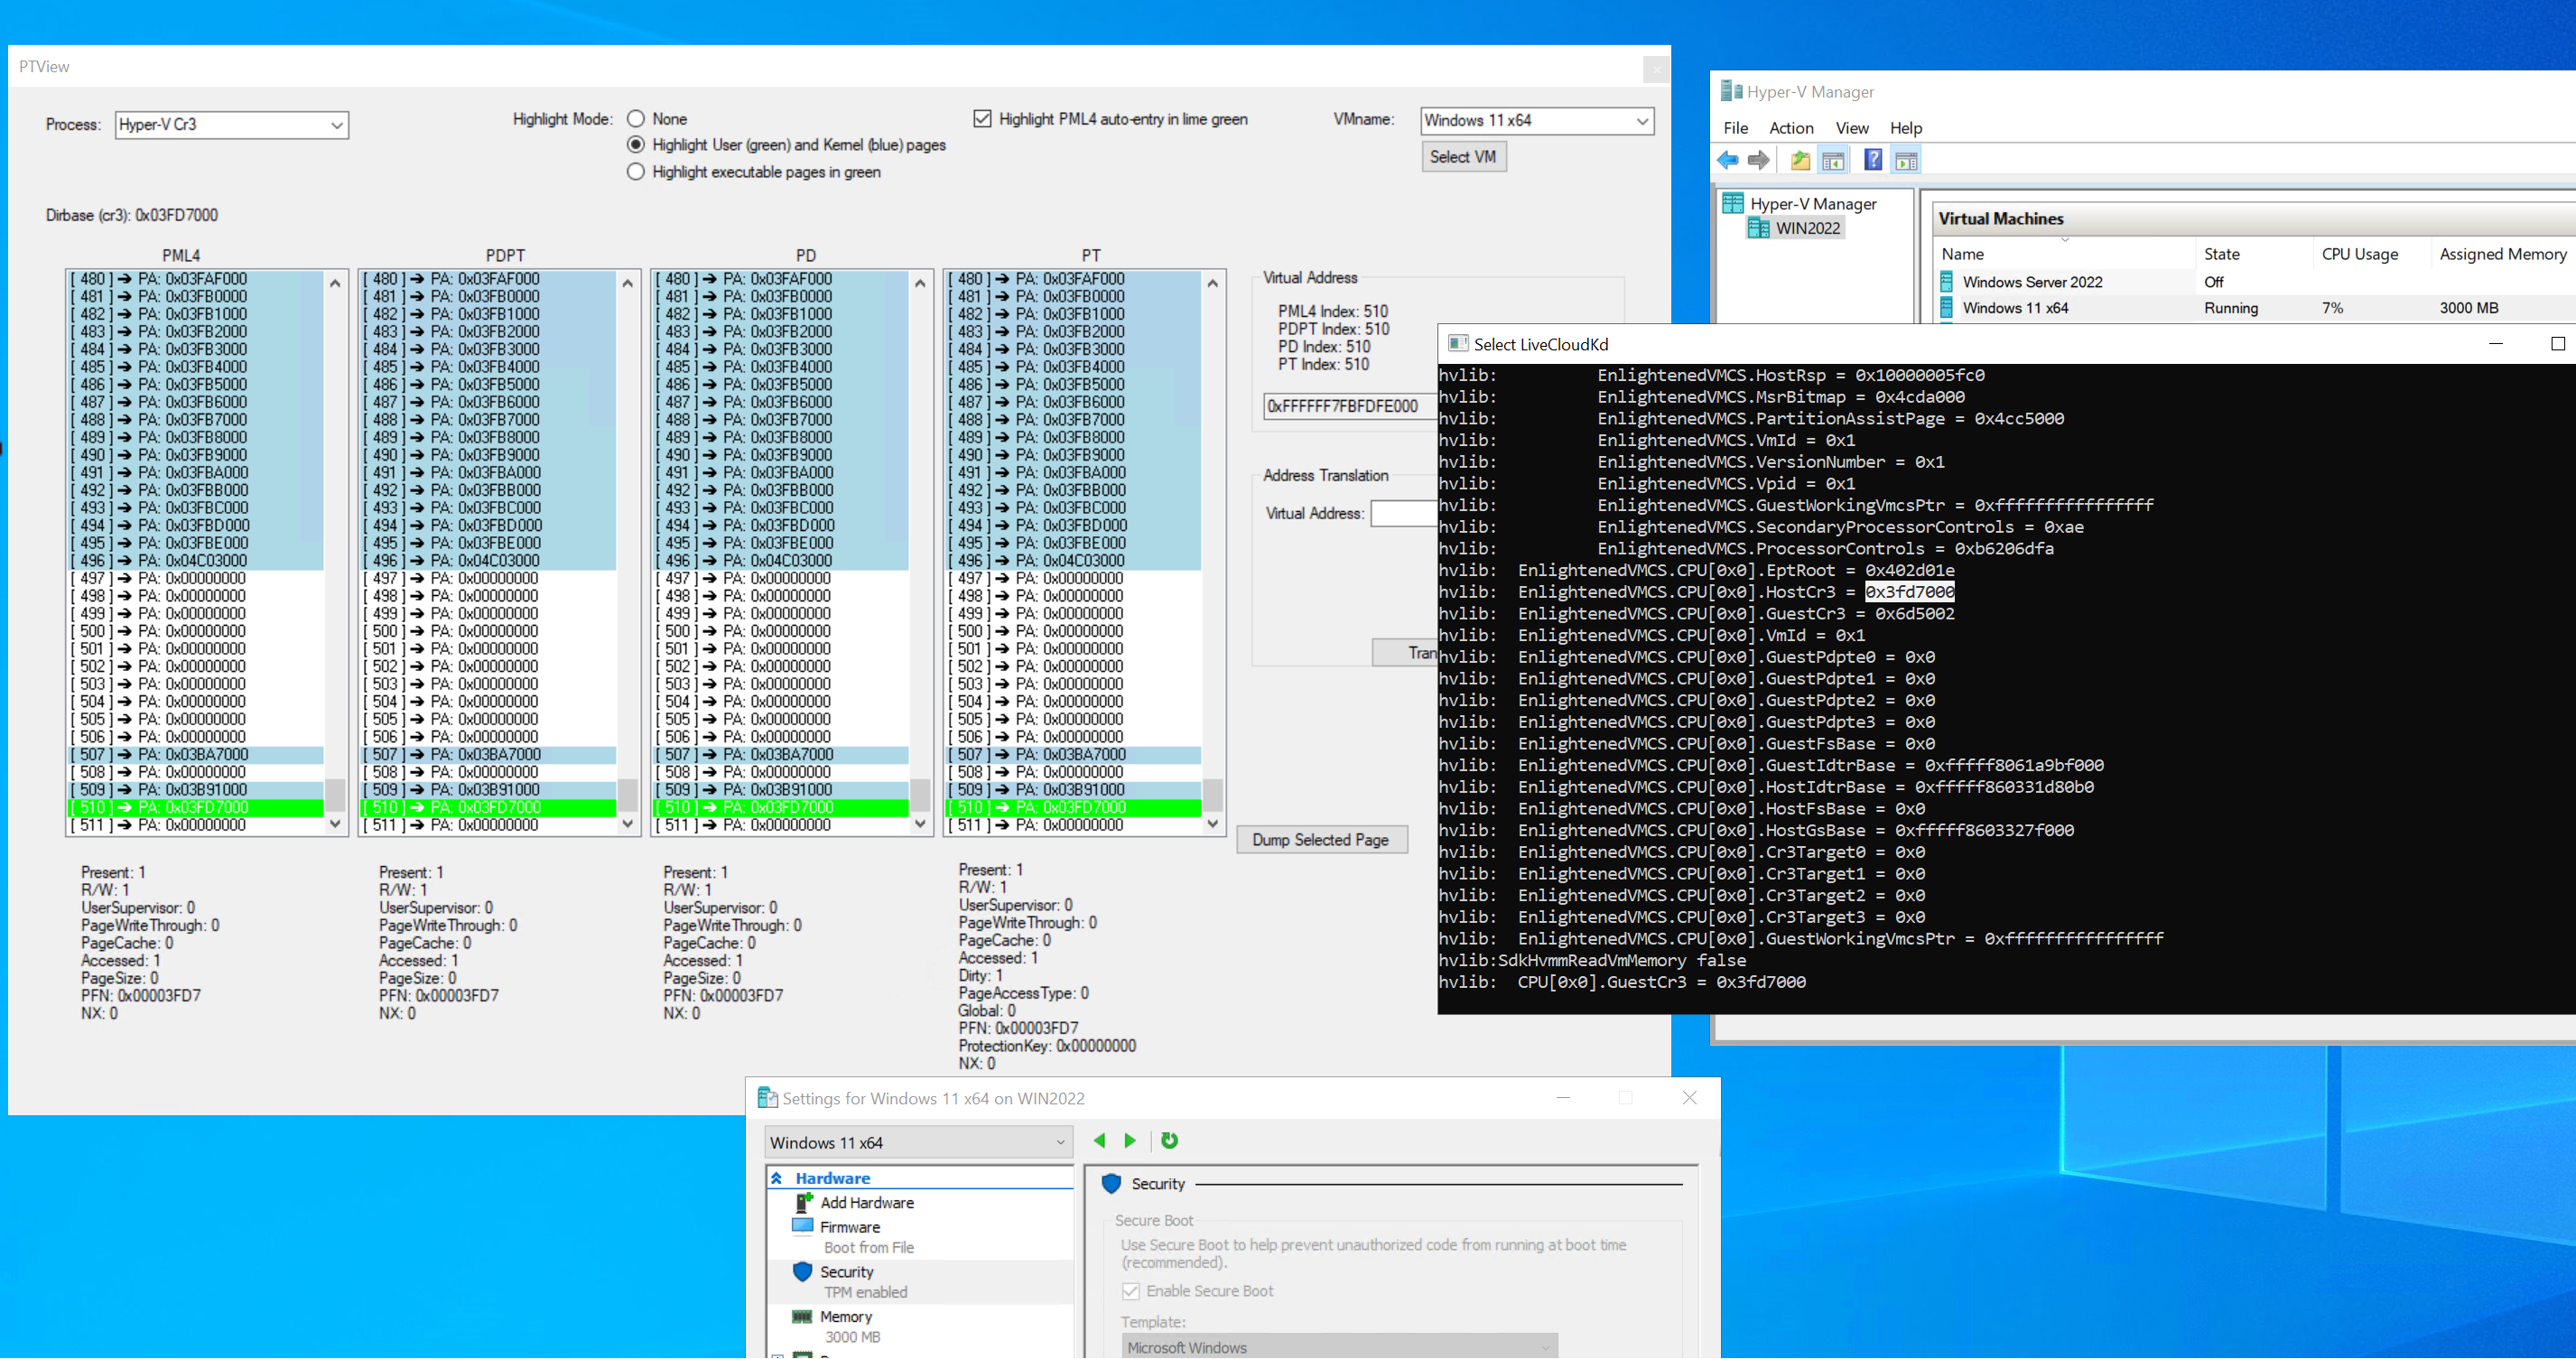 PTView
Process: Hyper-V Cr3
Highlight Mode:
None
Highlight User (green) and Kernel (blue) pages
Highlight executable pages in green
Highlight PML4 auto-entry in lime green
VMname: Windows 11 x64
Select VM
Dirbase (cr3): 0x03FD7000
PML4 PDPT PD PT
[ 480 ] ➔ PA: 0x03FAF000 [ 480 ] ➔ PA: 0x03FAF000 [ 480 ] ➔ PA: 0x03FAF000 [ 480 ] ➔ PA: 0x03FAF000
[ 481 ] ➔ PA: 0x03FB0000 [ 481 ] ➔ PA: 0x03FB0000 [ 481 ] ➔ PA: 0x03FB0000 [ 481 ] ➔ PA: 0x03FB0000
[ 482 ] ➔ PA: 0x03FB1000 [ 482 ] ➔ PA: 0x03FB1000 [ 482 ] ➔ PA: 0x03FB1000 [ 482 ] ➔ PA: 0x03FB1000
[ 483 ] ➔ PA: 0x03FB2000 [ 483 ] ➔ PA: 0x03FB2000 [ 483 ] ➔ PA: 0x03FB2000 [ 483 ] ➔ PA: 0x03FB2000
[ 484 ] ➔ PA: 0x03FB3000 [ 484 ] ➔ PA: 0x03FB3000 [ 484 ] ➔ PA: 0x03FB3000 [ 484 ] ➔ PA: 0x03FB3000
[ 485 ] ➔ PA: 0x03FB4000 [ 485 ] ➔ PA: 0x03FB4000 [ 485 ] ➔ PA: 0x03FB4000 [ 485 ] ➔ PA: 0x03FB4000
[ 486 ] ➔ PA: 0x03FB5000 [ 486 ] ➔ PA: 0x03FB5000 [ 486 ] ➔ PA: 0x03FB5000 [ 486 ] ➔ PA: 0x03FB5000
[ 487 ] ➔ PA: 0x03FB6000 [ 487 ] ➔ PA: 0x03FB6000 [ 487 ] ➔ PA: 0x03FB6000 [ 487 ] ➔ PA: 0x03FB6000
[ 488 ] ➔ PA: 0x03FB7000 [ 488 ] ➔ PA: 0x03FB7000 [ 488 ] ➔ PA: 0x03FB7000 [ 488 ] ➔ PA: 0x03FB7000
[ 489 ] ➔ PA: 0x03FB8000 [ 489 ] ➔ PA: 0x03FB8000 [ 489 ] ➔ PA: 0x03FB8000 [ 489 ] ➔ PA: 0x03FB8000
[ 490 ] ➔ PA: 0x03FB9000 [ 490 ] ➔ PA: 0x03FB9000 [ 490 ] ➔ PA: 0x03FB9000 [ 490 ] ➔ PA: 0x03FB9000
[ 491 ] ➔ PA: 0x03FBA000 [ 491 ] ➔ PA: 0x03FBA000 [ 491 ] ➔ PA: 0x03FBA000 [ 491 ] ➔ PA: 0x03FBA000
[ 492 ] ➔ PA: 0x03FBB000 [ 492 ] ➔ PA: 0x03FBB000 [ 492 ] ➔ PA: 0x03FBB000 [ 492 ] ➔ PA: 0x03FBB000
[ 493 ] ➔ PA: 0x03FBC000 [ 493 ] ➔ PA: 0x03FBC000 [ 493 ] ➔ PA: 0x03FBC000 [ 493 ] ➔ PA: 0x03FBC000
[ 494 ] ➔ PA: 0x03FBD000 [ 494 ] ➔ PA: 0x03FBD000 [ 494 ] ➔ PA: 0x03FBD000 [ 494 ] ➔ PA: 0x03FBD000
[ 495 ] ➔ PA: 0x03FBE000 [ 495 ] ➔ PA: 0x03FBE000 [ 495 ] ➔ PA: 0x03FBE000 [ 495 ] ➔ PA: 0x03FBE000
[ 496 ] ➔ PA: 0x04C03000 [ 496 ] ➔ PA: 0x04C03000 [ 496 ] ➔ PA: 0x04C03000 [ 496 ] ➔ PA: 0x04C03000
[ 497 ] ➔ PA: 0x00000000 [ 497 ] ➔ PA: 0x00000000 [ 497 ] ➔ PA: 0x00000000 [ 497 ] ➔ PA: 0x00000000
[ 498 ] ➔ PA: 0x00000000 [ 498 ] ➔ PA: 0x00000000 [ 498 ] ➔ PA: 0x00000000 [ 498 ] ➔ PA: 0x00000000
[ 499 ] ➔ PA: 0x00000000 [ 499 ] ➔ PA: 0x00000000 [ 499 ] ➔ PA: 0x00000000 [ 499 ] ➔ PA: 0x00000000
[ 500 ] ➔ PA: 0x00000000 [ 500 ] ➔ PA: 0x00000000 [ 500 ] ➔ PA: 0x00000000 [ 500 ] ➔ PA: 0x00000000
[ 501 ] ➔ PA: 0x00000000 [ 501 ] ➔ PA: 0x00000000 [ 501 ] ➔ PA: 0x00000000 [ 501 ] ➔ PA: 0x00000000
[ 502 ] ➔ PA: 0x00000000 [ 502 ] ➔ PA: 0x00000000 [ 502 ] ➔ PA: 0x00000000 [ 502 ] ➔ PA: 0x00000000
[ 503 ] ➔ PA: 0x00000000 [ 503 ] ➔ PA: 0x00000000 [ 503 ] ➔ PA: 0x00000000 [ 503 ] ➔ PA: 0x00000000
[ 504 ] ➔ PA: 0x00000000 [ 504 ] ➔ PA: 0x00000000 [ 504 ] ➔ PA: 0x00000000 [ 504 ] ➔ PA: 0x00000000
[ 505 ] ➔ PA: 0x00000000 [ 505 ] ➔ PA: 0x00000000 [ 505 ] ➔ PA: 0x00000000 [ 505 ] ➔ PA: 0x00000000
[ 506 ] ➔ PA: 0x00000000 [ 506 ] ➔ PA: 0x00000000 [ 506 ] ➔ PA: 0x00000000 [ 506 ] ➔ PA: 0x00000000
[ 507 ] ➔ PA: 0x03BA7000 [ 507 ] ➔ PA: 0x03BA7000 [ 507 ] ➔ PA: 0x03BA7000 [ 507 ] ➔ PA: 0x03BA7000
[ 508 ] ➔ PA: 0x00000000 [ 508 ] ➔ PA: 0x00000000 [ 508 ] ➔ PA: 0x00000000 [ 508 ] ➔ PA: 0x00000000
[ 509 ] ➔ PA: 0x03B91000 [ 509 ] ➔ PA: 0x03B91000 [ 509 ] ➔ PA: 0x03B91000 [ 509 ] ➔ PA: 0x03B91000
[ 510 ] ➔ PA: 0x03FD7000 [ 510 ] ➔ PA: 0x03FD7000 [ 510 ] ➔ PA: 0x03FD7000 [ 510 ] ➔ PA: 0x03FD7000
[ 511 ] ➔ PA: 0x00000000 [ 511 ] ➔ PA: 0x00000000 [ 511 ] ➔ PA: 0x00000000 [ 511 ] ➔ PA: 0x00000000
Present: 1
R/W: 1
UserSupervisor: 0
PageWriteThrough: 0
PageCache: 0
Accessed: 1
PageSize: 0
PFN: 0x00003FD7
NX: 0
Present: 1
R/W: 1
UserSupervisor: 0
PageWriteThrough: 0
PageCache: 0
Accessed: 1
PageSize: 0
PFN: 0x00003FD7
NX: 0
Present: 1
R/W: 1
UserSupervisor: 0
PageWriteThrough: 0
PageCache: 0
Accessed: 1
PageSize: 0
PFN: 0x00003FD7
NX: 0
Present: 1
R/W: 1
UserSupervisor: 0
PageWriteThrough: 0
PageCache: 0
Accessed: 1
Dirty: 1
PageAccessType: 0
Global: 0
PFN: 0x00003FD7
ProtectionKey: 0x00000000
NX: 0
Virtual Address
PML4 Index: 510
PDPT Index: 510
PD Index: 510
PT Index: 510
0xFFFFFF7FBFDFE000
Address Translation
Virtual Address:
Tran
Dump Selected Page
Hyper-V Manager
File Action View Help
Hyper-V Manager
WIN2022
Virtual Machines
Name State CPU Usage Assigned Memory
Windows Server 2022 Off
Windows 11 x64 Running 7% 3000 MB
Select LiveCloudKd
hvlib: EnlightenedVMCS.HostRsp = 0x10000005fc0
hvlib: EnlightenedVMCS.MsrBitmap = 0x4cda000
hvlib: EnlightenedVMCS.PartitionAssistPage = 0x4cc5000
hvlib: EnlightenedVMCS.VmId = 0x1
hvlib: EnlightenedVMCS.VersionNumber = 0x1
hvlib: EnlightenedVMCS.Vpid = 0x1
hvlib: EnlightenedVMCS.GuestWorkingVmcsPtr = 0xffffffffffffffff
hvlib: EnlightenedVMCS.SecondaryProcessorControls = 0xae
hvlib: EnlightenedVMCS.ProcessorControls = 0xb6206dfa
hvlib: EnlightenedVMCS.CPU[0x0].EptRoot = 0x402d01e
hvlib: EnlightenedVMCS.CPU[0x0].HostCr3 = 0x3fd7000
hvlib: EnlightenedVMCS.CPU[0x0].GuestCr3 = 0x6d5002
hvlib: EnlightenedVMCS.CPU[0x0].VmId = 0x1
hvlib: EnlightenedVMCS.CPU[0x0].GuestPdpte0 = 0x0
hvlib: EnlightenedVMCS.CPU[0x0].GuestPdpte1 = 0x0
hvlib: EnlightenedVMCS.CPU[0x0].GuestPdpte2 = 0x0
hvlib: EnlightenedVMCS.CPU[0x0].GuestPdpte3 = 0x0
hvlib: EnlightenedVMCS.CPU[0x0].GuestFsBase = 0x0
hvlib: EnlightenedVMCS.CPU[0x0].GuestIdtrBase = 0xfffff8061a9bf000
hvlib: EnlightenedVMCS.CPU[0x0].HostIdtrBase = 0xfffff860331d80b0
hvlib: EnlightenedVMCS.CPU[0x0].HostFsBase = 0x0
hvlib: EnlightenedVMCS.CPU[0x0].HostGsBase = 0xfffff8603327f000
hvlib: EnlightenedVMCS.CPU[0x0].Cr3Target0 = 0x0
hvlib: EnlightenedVMCS.CPU[0x0].Cr3Target1 = 0x0
hvlib: EnlightenedVMCS.CPU[0x0].Cr3Target2 = 0x0
hvlib: EnlightenedVMCS.CPU[0x0].Cr3Target3 = 0x0
hvlib: EnlightenedVMCS.CPU[0x0].GuestWorkingVmcsPtr = 0xffffffffffffffff
hvlib:SdkHvmmReadVmMemory false
hvlib: CPU[0x0].GuestCr3 = 0x3fd7000
Settings for Windows 11 x64 on WIN2022
Windows 11 x64
Hardware
Add Hardware
Firmware
Boot from File
Security
TPM enabled
Memory
3000 MB
Security
Secure Boot
Use Secure Boot to help prevent unauthorized code from running at boot time
(recommended).
Enable Secure Boot
Template:
Microsoft Windows